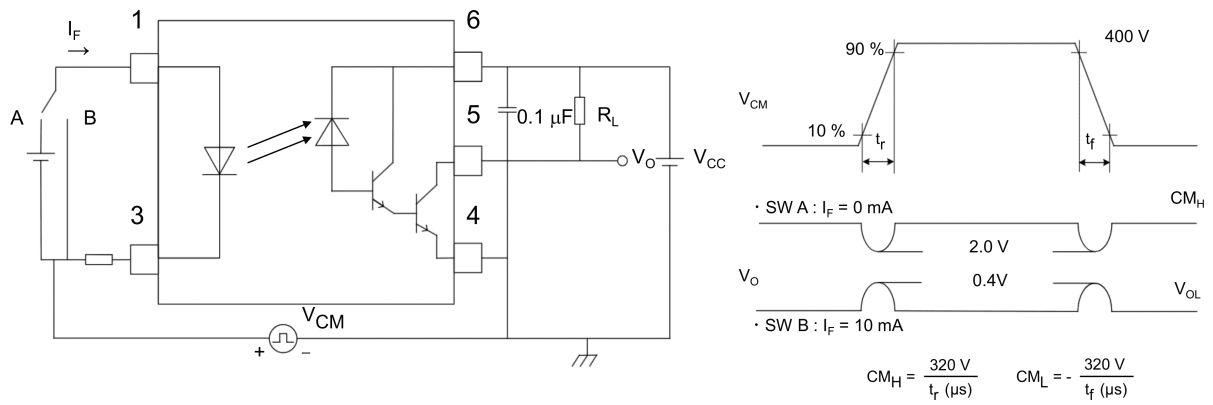 I_F
→
1
6
A
B
5
0.1 μF
R_L
V_O
V_CC
3
4
V_CM
+
–
90 %
400 V
V_CM
10 %
t_r
t_f
・SW A : I_F = 0 mA
CM_H
2.0 V
V_O
0.4V
V_OL
・SW B : I_F = 10 mA
CM_H = 320 V / t_r (μs)
CM_L = - 320 V / t_f (μs)